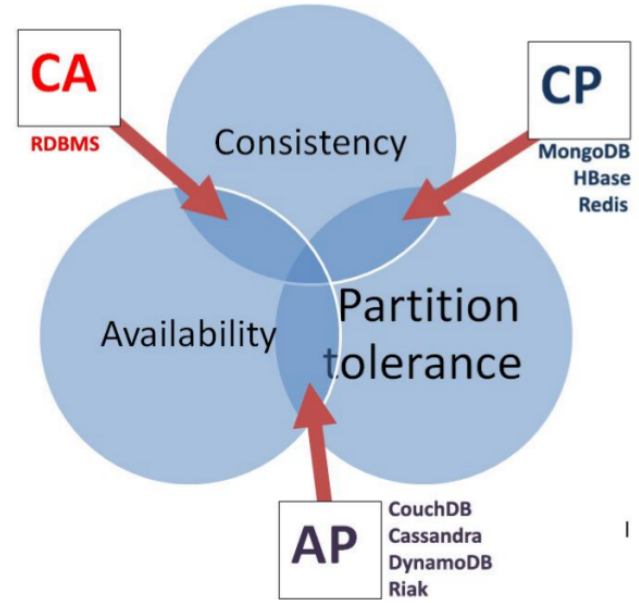 CA
RDBMS
Consistency
CP
MongoDB
HBase
Redis
Availability
Partition
tolerance
AP
CouchDB
Cassandra
DynamoDB
Riak
I